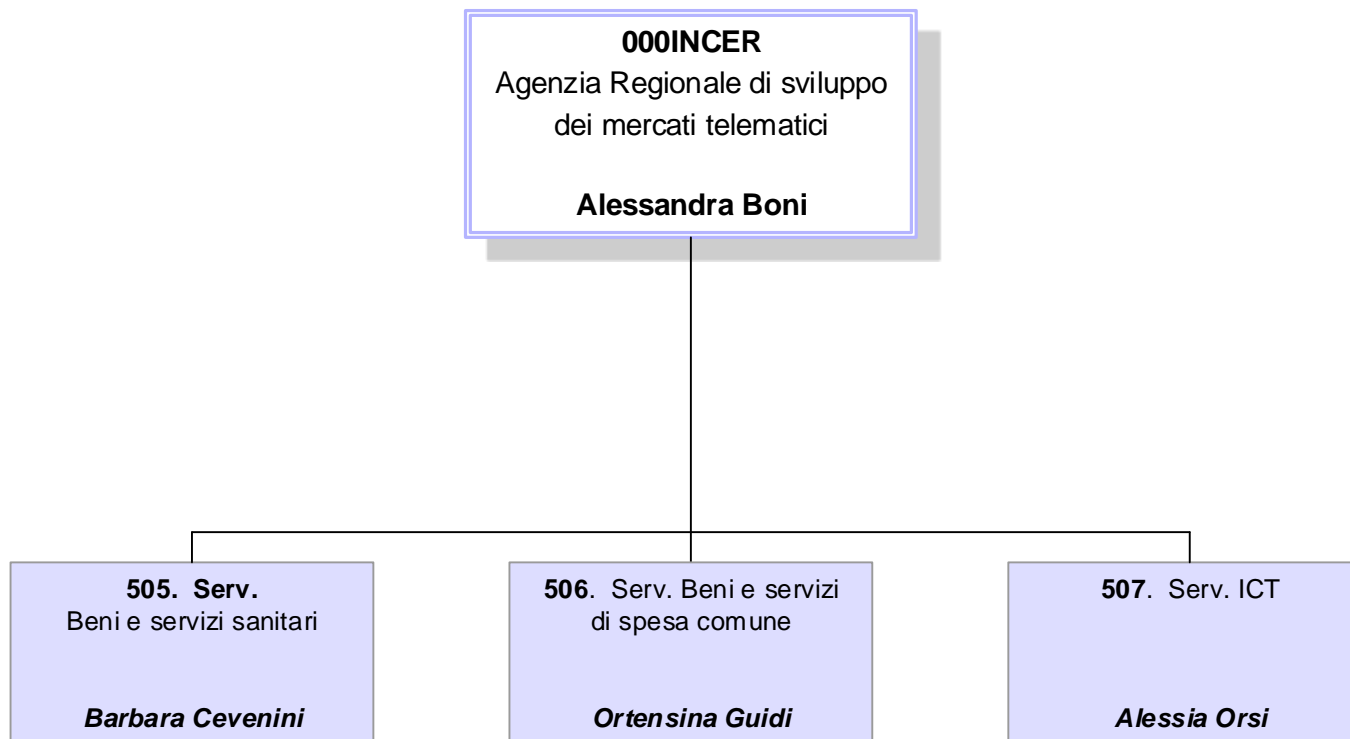 000INCER
Agenzia Regionale di sviluppo
dei mercati telematici
Alessandra Boni
505. Serv.
Beni e servizi sanitari
Barbara Cevenini
506. Serv. Beni e servizi
di spesa comune
Ortensina Guidi
507. Serv. ICT
Alessia Orsi